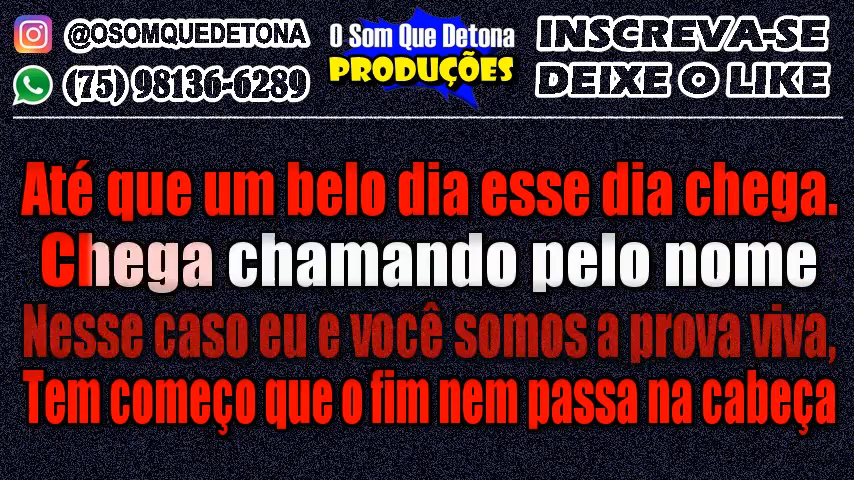 @OSOMQUEDETONA
(75) 98136-6289
O Som Que Detona
PRODUÇÕES
INSCREVA-SE
DEIXE O LIKE
Até que um belo dia esse dia chega.
Chega chamando pelo nome
Nesse caso eu e você somos a prova viva,
Tem começo que o fim nem passa na cabeça